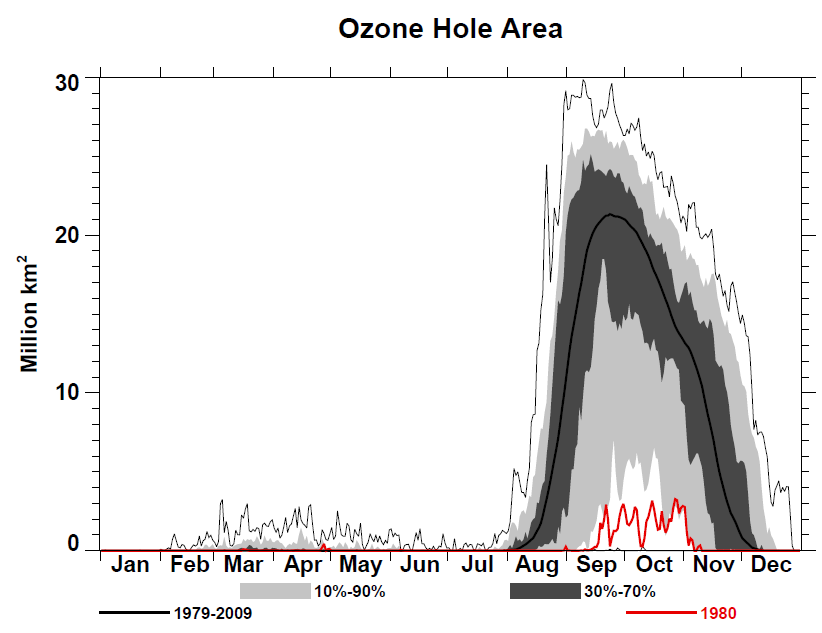 Ozone Hole Area
Million km²
30
20
10
0
Jan Feb Mar Apr May Jun Jul Aug Sep Oct Nov Dec
10%-90% 30%-70%
1979-2009 1980